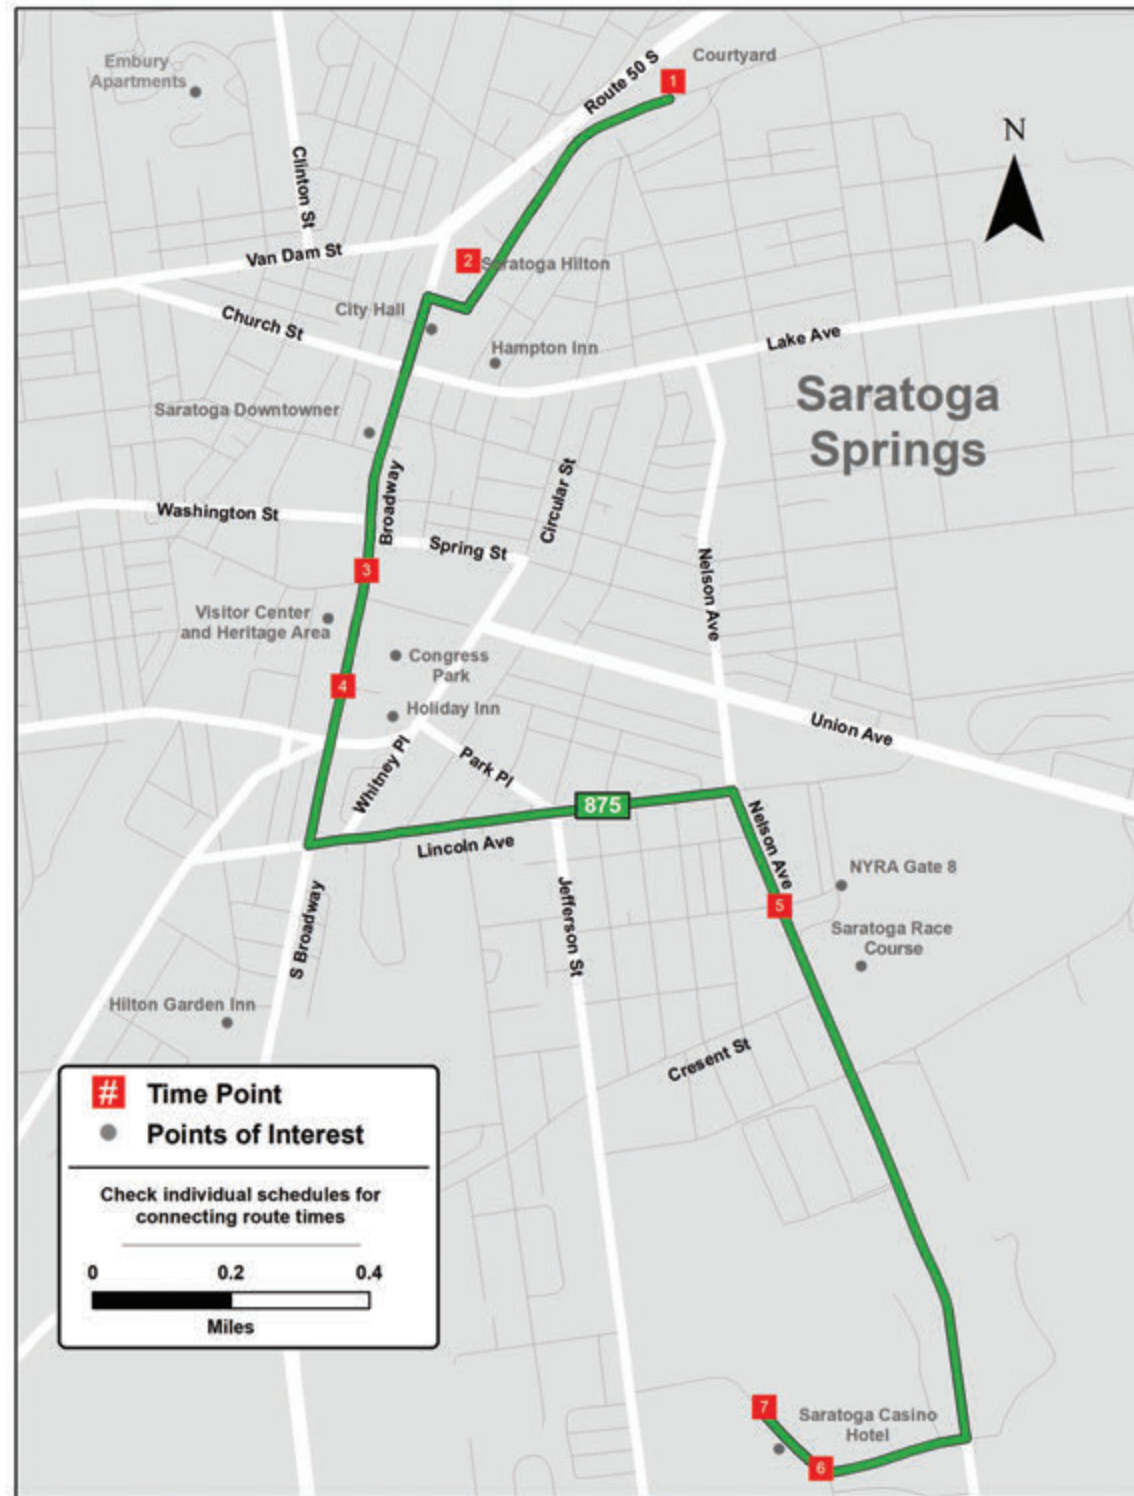 Embury
Apartments
Courtyard
1
Route 50 S
N
Clinton St
Van Dam St
2
Saratoga Hilton
City Hall
Church St
Hampton Inn
Lake Ave
Saratoga
Springs
Saratoga Downtowner
Broadway
Circular St
Washington St
Spring St
3
Nelson Ave
Visitor Center
and Heritage Area
Congress
Park
4
Holiday Inn
Union Ave
Whitney Pl
Park Pl
875
Lincoln Ave
Nelson Ave
NYRA Gate 8
5
Jefferson St
S Broadway
Saratoga Race
Course
Hilton Garden Inn
Cresent St
# Time Point
Points of Interest
Check individual schedules for
connecting route times
0 0.2 0.4
Miles
7
Saratoga Casino
Hotel
6